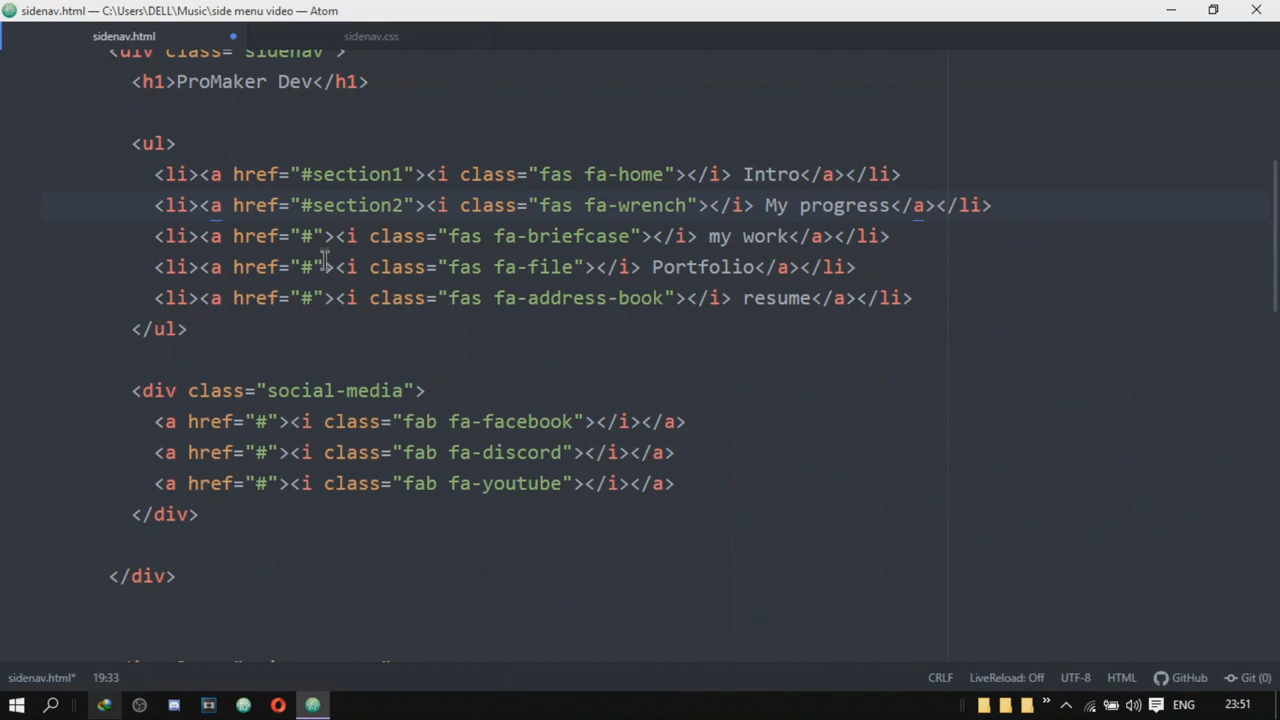 sidenav.html — C:\Users\DELL\Music\side menu video — Atom
sidenav.html
sidenav.css
<div class="sidenav">
<h1>ProMaker Dev</h1>
<ul>
<li><a href="#section1"><i class="fas fa-home"></i> Intro</a></li>
<li><a href="#section2"><i class="fas fa-wrench"></i> My progress</a></li>
<li><a href="#"><i class="fas fa-briefcase"></i> my work</a></li>
<li><a href="#"><i class="fas fa-file"></i> Portfolio</a></li>
<li><a href="#"><i class="fas fa-address-book"></i> resume</a></li>
</ul>
<div class="social-media">
<a href="#"><i class="fab fa-facebook"></i></a>
<a href="#"><i class="fab fa-discord"></i></a>
<a href="#"><i class="fab fa-youtube"></i></a>
</div>
</div>
sidenav.html* 19:33 CRLF LiveReload: Off UTF-8 HTML GitHub Git (0)
ENG 23:51